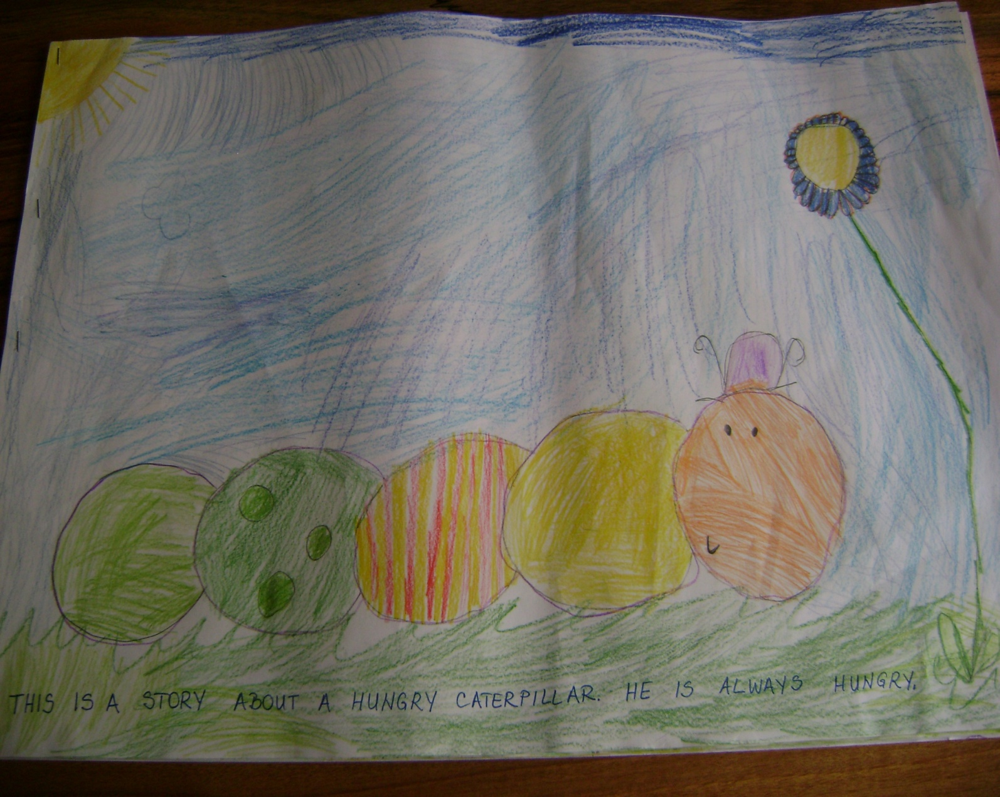 THIS IS A STORY ABOUT A HUNGRY CATERPILLAR. HE IS ALWAYS HUNGRY.